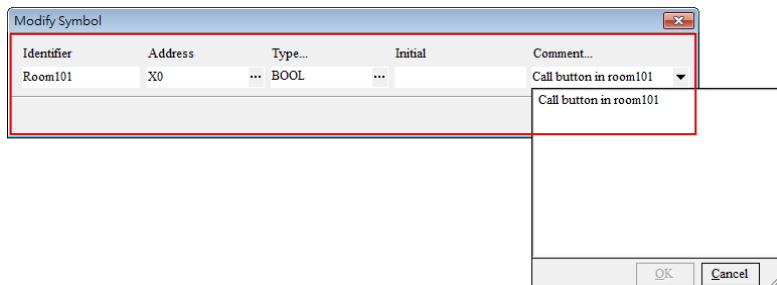 Modify Symbol
Identifier Address Type... Initial Comment...
Room101 X0 ... BOOL ... Call button in room101
Call button in room101
OK Cancel